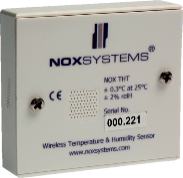 NOXSYSTEMS®
NOX THT
± 0.3°C at 25°C
± 2% rdH
Serial No.
000.221
Wireless Temperature & Humidity Sensor
www.noxsystems.com